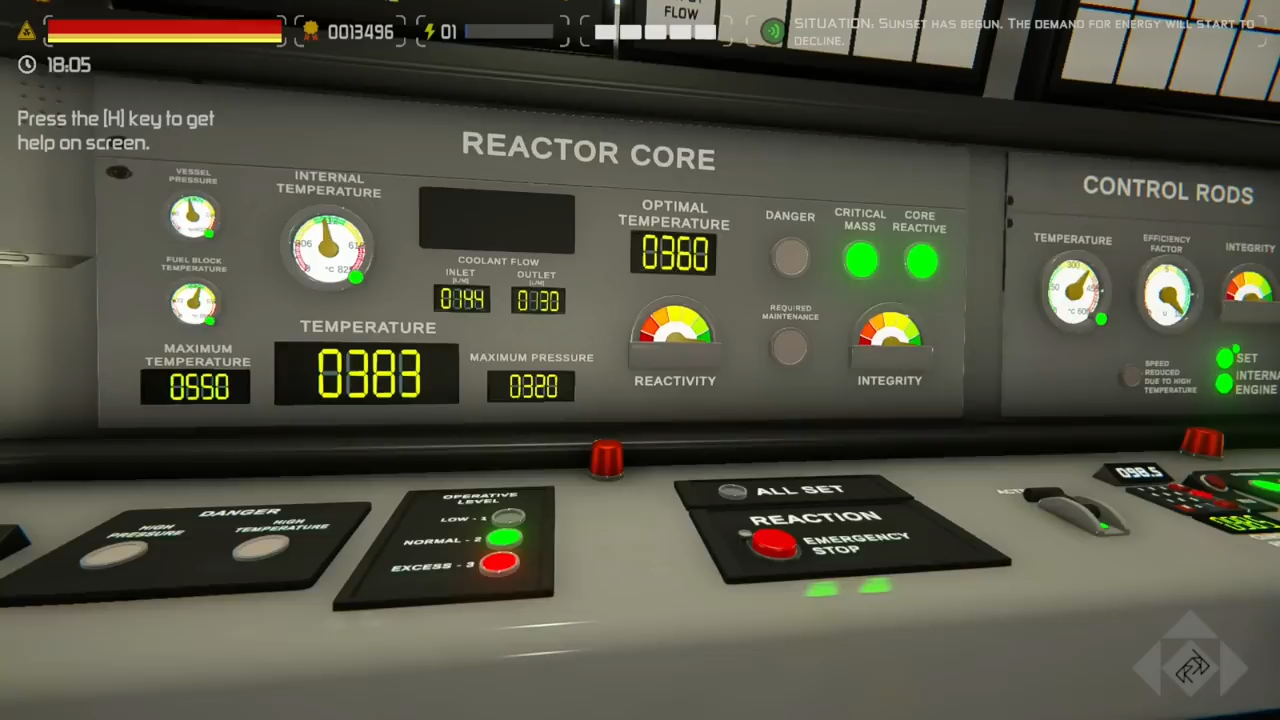 FLOW
0013496
01
SITUATION: SUNSET HAS BEGUN. THE DEMAND FOR ENERGY WILL START TO
DECLINE.
18:05
Press the [H] key to get
help on screen.
REACTOR CORE
VESSEL
PRESSURE
INTERNAL
TEMPERATURE
FUEL BLOCK
TEMPERATURE
COOLANT FLOW
INLET
OUTLET
0144
0130
OPTIMAL
TEMPERATURE
0360
DANGER
CRITICAL
MASS
CORE
REACTIVE
REQUIRED
MAINTENANCE
TEMPERATURE
0383
MAXIMUM
TEMPERATURE
0550
MAXIMUM PRESSURE
0320
REACTIVITY
INTEGRITY
CONTROL RODS
TEMPERATURE
EFFICIENCY
FACTOR
INTEGRITY
SPEED
REDUCED
DUE TO HIGH
TEMPERATURE
SET
INTERNA
ENGINE
DANGER
HIGH
PRESSURE
HIGH
TEMPERATURE
OPERATIVE
LEVEL
LOW - 1
NORMAL - 2
EXCESS - 3
ALL SET
REACTION
EMERGENCY
STOP
098.5